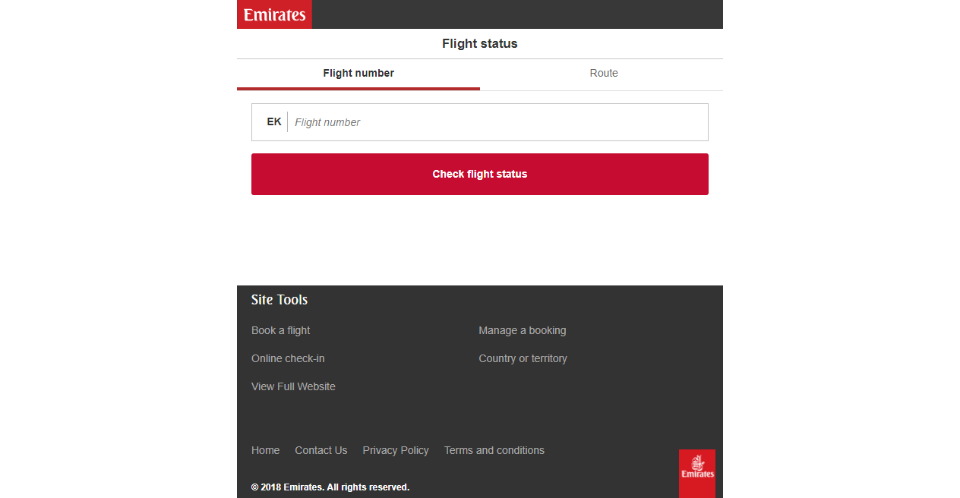 Emirates
Flight status
Flight number
Route
EK Flight number
Check flight status
Site Tools
Book a flight
Manage a booking
Online check-in
Country or territory
View Full Website
Home Contact Us Privacy Policy Terms and conditions
Emirates
© 2018 Emirates. All rights reserved.